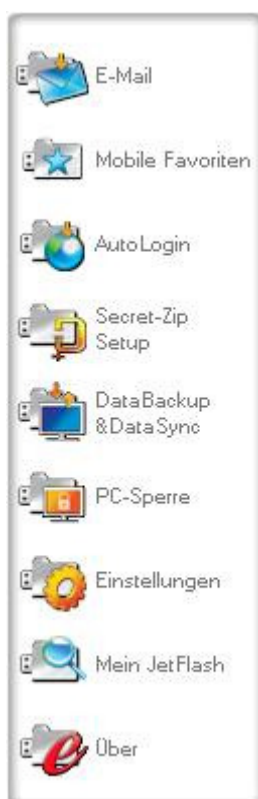 E-Mail
Mobile Favoriten
AutoLogin
Secret-Zip
Setup
DataBackup
&DataSync
PC-Sperre
Einstellungen
Mein JetFlash
Über